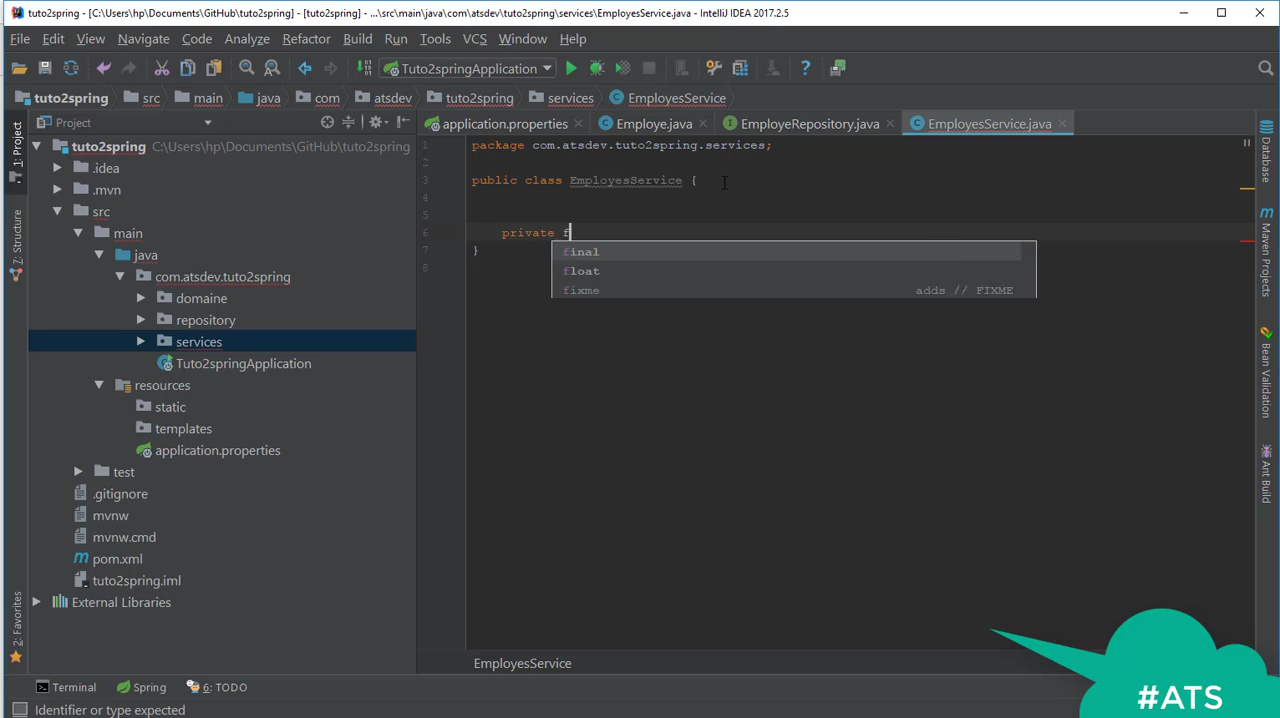 tuto2spring - [C:\Users\hp\Documents\GitHub\tuto2spring] - [tuto2spring] - ...\src\main\java\com\atsdev\tuto2spring\services\EmployesService.java - IntelliJ IDEA 2017.2.5
File Edit View Navigate Code Analyze Refactor Build Run Tools VCS Window Help
Tuto2springApplication
tuto2spring src main java com atsdev tuto2spring services EmployesService
Project
application.properties Employe.java EmployeRepository.java EmployesService.java
tuto2spring C:\Users\hp\Documents\GitHub\tuto2spring
.idea
.mvn
src
main
java
com.atsdev.tuto2spring
domaine
repository
services
Tuto2springApplication
resources
static
templates
application.properties
test
.gitignore
mvnw
mvnw.cmd
pom.xml
tuto2spring.iml
External Libraries
1 package com.atsdev.tuto2spring.services;
2
3 public class EmployesService {
4
5
6 private f
7 }
8
final
float
fixme adds // FIXME
EmployesService
1: Project
7: Structure
2: Favorites
Database
Maven Projects
Bean Validation
Ant Build
Terminal Spring 6: TODO
Identifier or type expected
#ATS